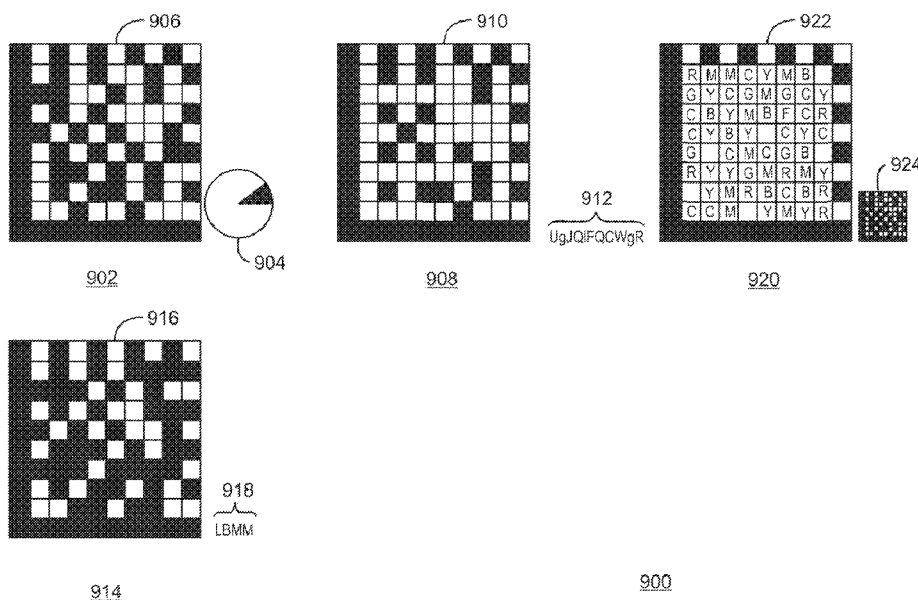 906
910
922
R M M C Y M B
G Y C G M G C Y
C B Y M B F C R
C Y B Y C Y C
G C M C G B
R Y Y G M R M Y
Y M R B C B R
C C M Y M Y R
924
912
UgJQIFQCWgR
904
902
908
920
916
918
LBMM
914
900